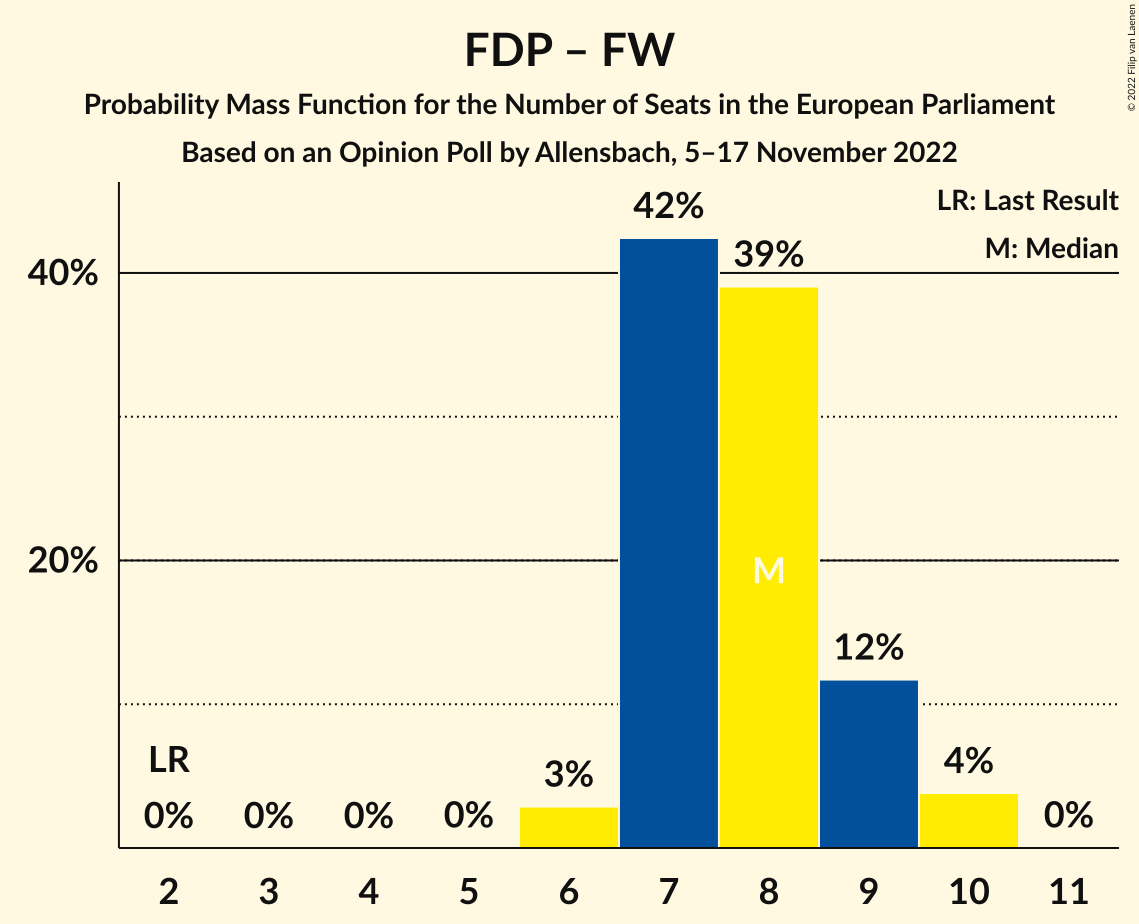 FDP – FW
Probability Mass Function for the Number of Seats in the European Parliament
Based on an Opinion Poll by Allensbach, 5–17 November 2022
© 2022 Filip van Laenen
LR: Last Result
M: Median
42%
39%
40%
20%
M
12%
LR
3%
4%
0% 0% 0% 0% 0%
2 3 4 5 6 7 8 9 10 11